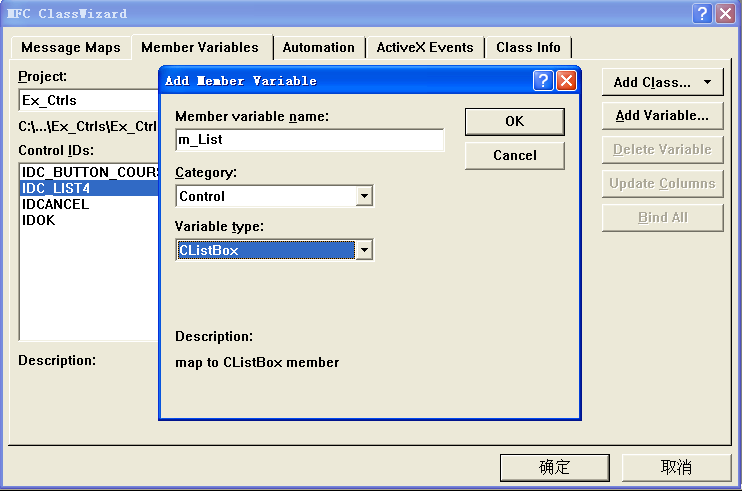 MFC ClassWizard
Message Maps
Member Variables
Automation
ActiveX Events
Class Info
Project:
Ex_Ctrls
C:\...\Ex_Ctrls\Ex_Ctrl
Control IDs:
IDC_BUTTON_COUR
IDC_LIST4
IDCANCEL
IDOK
Description:
Add Member Variable
Member variable name:
m_List
Category:
Control
Variable type:
CListBox
Description:
map to CListBox member
OK
Cancel
Add Class...
Add Variable...
Delete Variable
Update Columns
Bind All
确定
取消